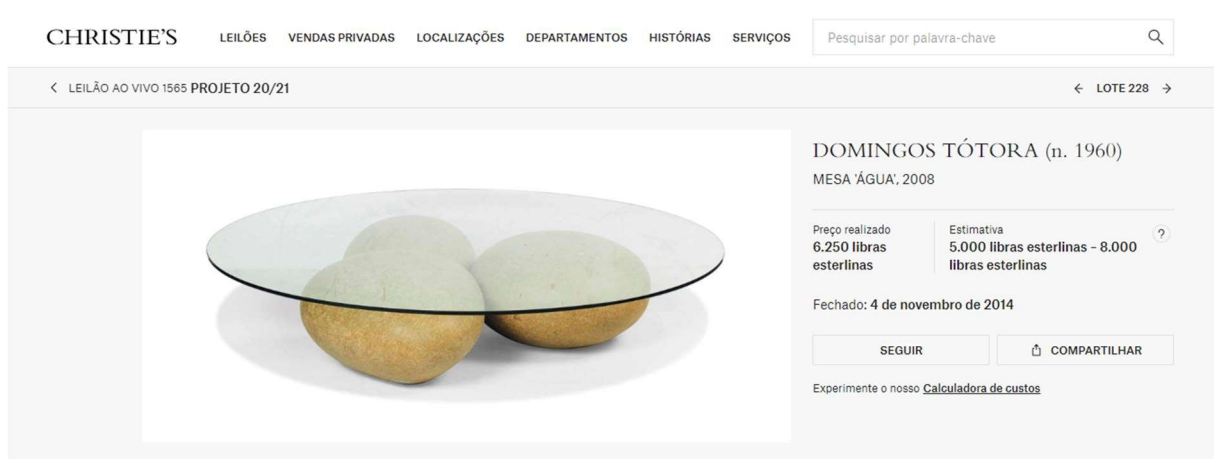 CHRISTIE'S LEILÕES VENDAS PRIVADAS LOCALIZAÇÕES DEPARTAMENTOS HISTÓRIAS SERVIÇOS Pesquisar por palavra-chave
LEILÃO AO VIVO 1565 PROJETO 20/21 LOTE 228
DOMINGOS TÓTORA (n. 1960)
MESA 'ÁGUA', 2008
Preço realizado
6.250 libras
esterlinas
Estimativa
5.000 libras esterlinas – 8.000
libras esterlinas
?
Fechado: 4 de novembro de 2014
SEGUIR COMPARTILHAR
Experimente o nosso Calculadora de custos